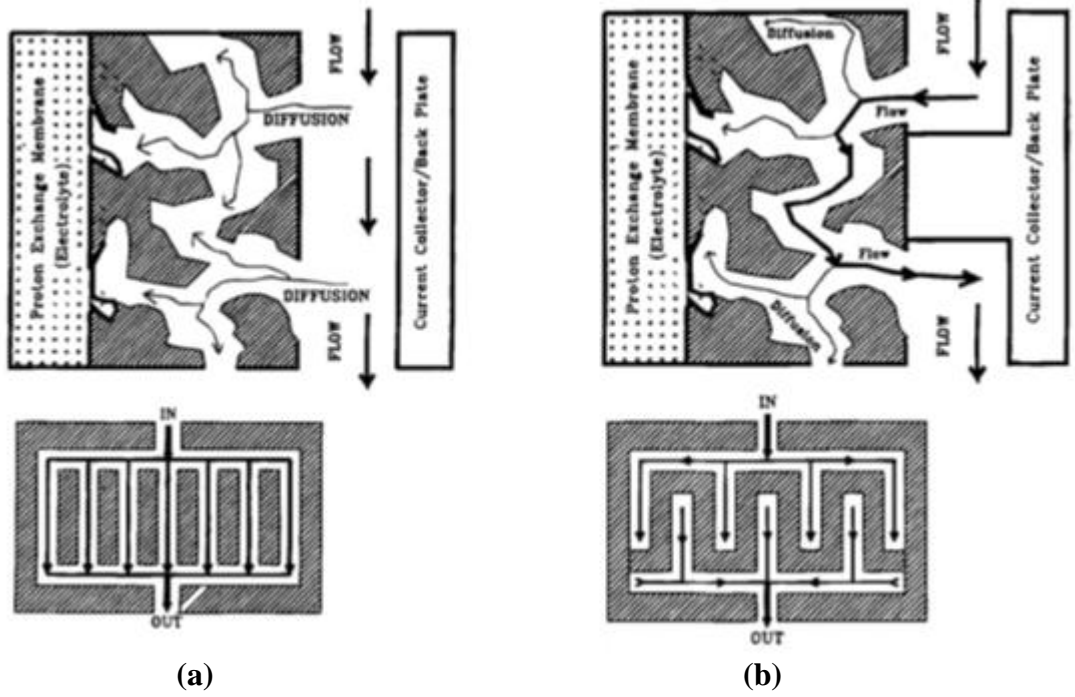 FLOW
DIFFUSION
Proton Exchange Membrane
(Electrolyte)
Current Collector/Back Plate
DIFFUSION
FLOW
IN
OUT
(a)
Diffusion
FLOW
Flow
Proton Exchange Membrane
(Electrolyte)
Current Collector/Back Plate
Flow
Diffusion
FLOW
IN
OUT
(b)